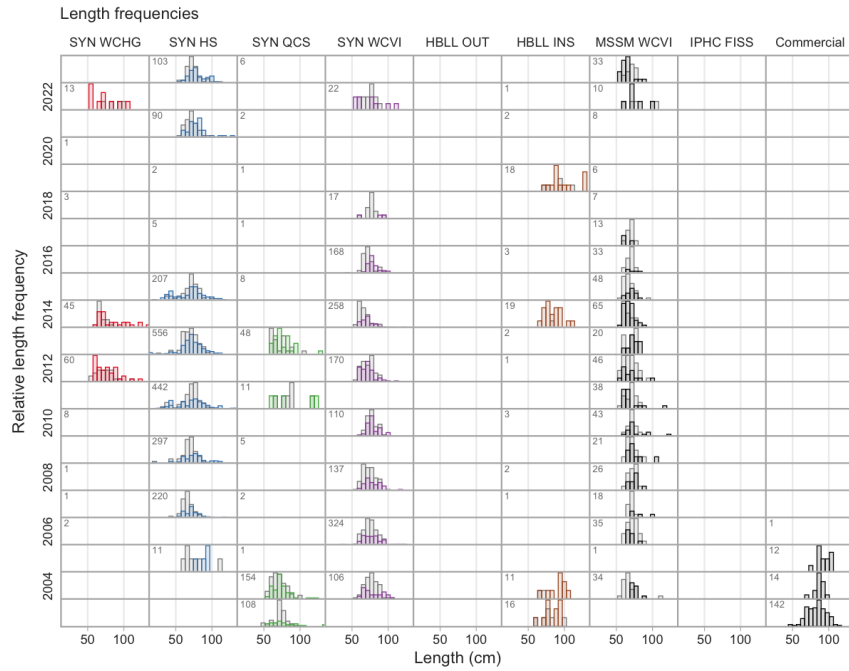 Length frequencies
SYN WCHG SYN HS SYN QCS SYN WCVI HBLL OUT HBLL INS MSSM WCVI IPHC FISS Commercial
103 6 33
2022 13 22 1 10
90 2 2 8
2020 1
2 1 18 6
2018 3 17 7
5 1 13
2016 168 3 33
207 8 48
2014 45 258 19 65
556 48 2 20
2012 60 170 1 46
442 11 38
2010 8 110 3 43
297 5 21
2008 1 137 2 26
1 220 2 1 18
2006 2 324 35 1
11 1 1 12
2004 154 106 11 34 14
108 16 142
50 100 50 100 50 100 50 100 50 100 50 100 50 100 50 100 50 100
Length (cm)
Relative length frequency